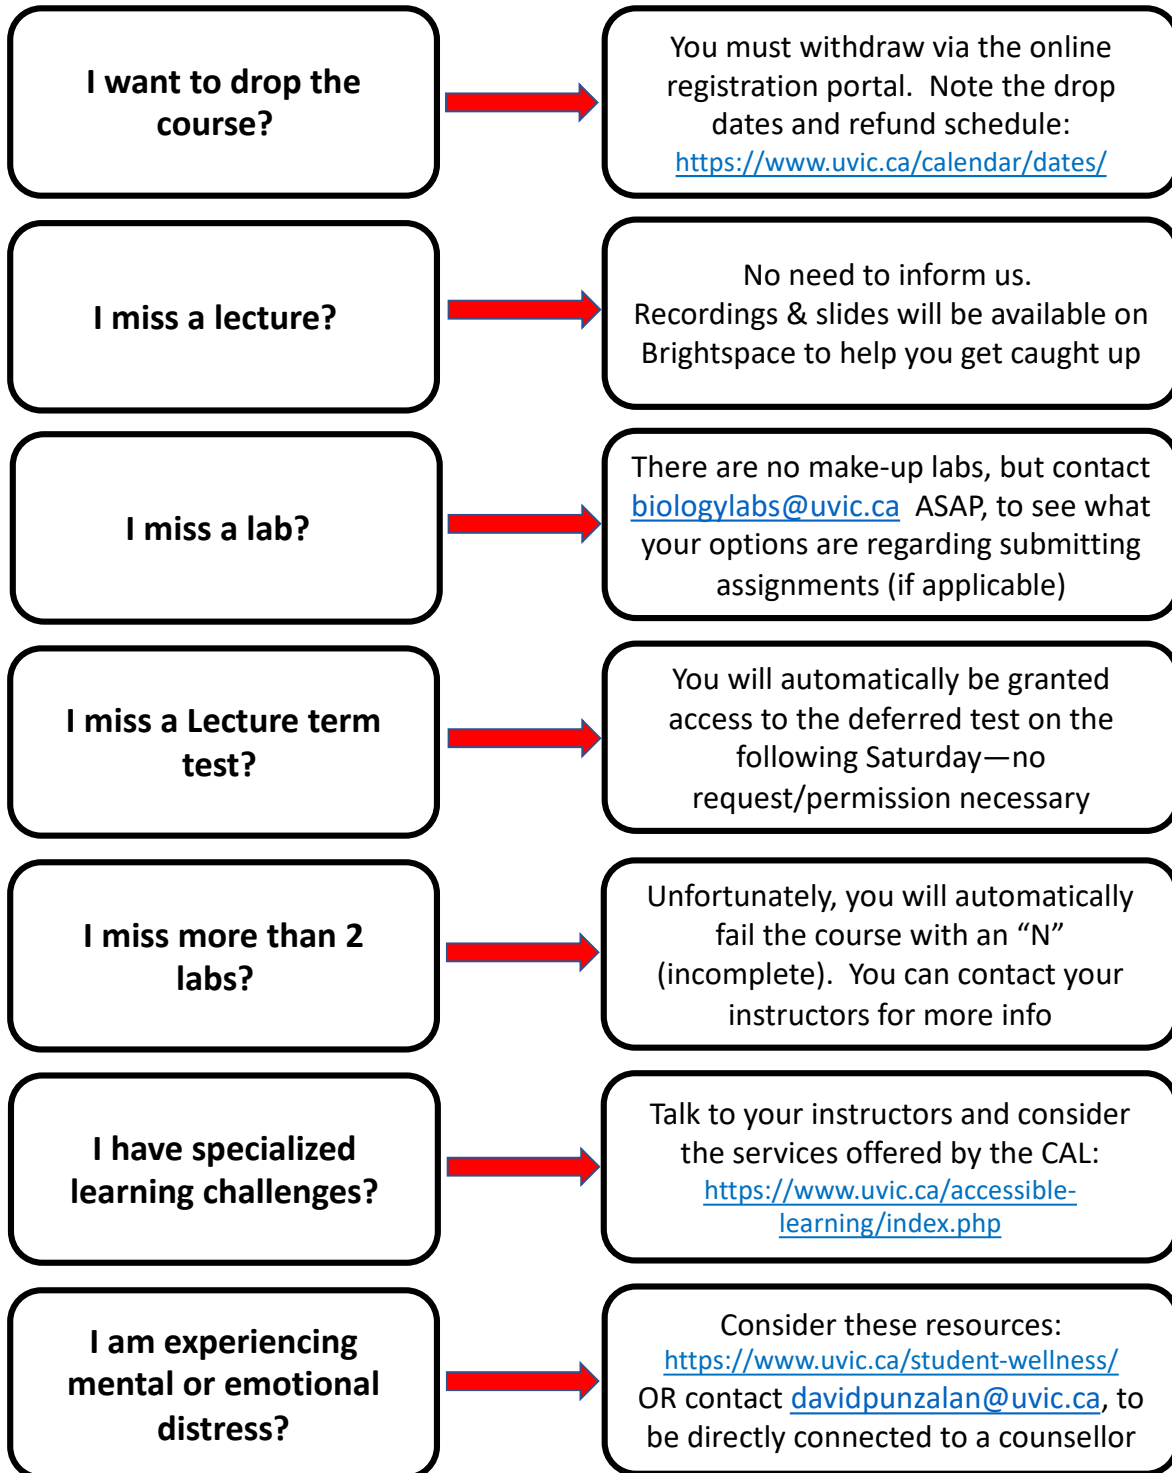 I want to drop the
course?
You must withdraw via the online
registration portal.  Note the drop
dates and refund schedule:
https://www.uvic.ca/calendar/dates/
I miss a lecture?
No need to inform us.
Recordings & slides will be available on
Brightspace to help you get caught up
I miss a lab?
There are no make-up labs, but contact
biologylabs@uvic.ca  ASAP, to see what
your options are regarding submitting
assignments (if applicable)
I miss a Lecture term
test?
You will automatically be granted
access to the deferred test on the
following Saturday—no
request/permission necessary
I miss more than 2
labs?
Unfortunately, you will automatically
fail the course with an “N”
(incomplete).  You can contact your
instructors for more info
I have specialized
learning challenges?
Talk to your instructors and consider
the services offered by the CAL:
https://www.uvic.ca/accessible-
learning/index.php
I am experiencing
mental or emotional
distress?
Consider these resources:
https://www.uvic.ca/student-wellness/
OR contact davidpunzalan@uvic.ca, to
be directly connected to a counsellor